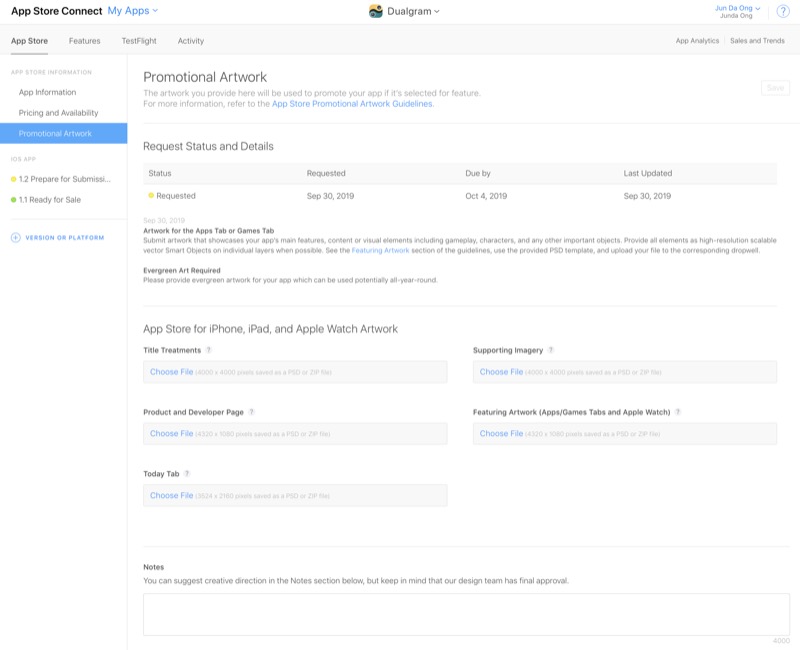 App Store Connect My Apps
Dualgram
Jun Da Ong
Junda Ong
?
App Store Features TestFlight Activity
App Analytics Sales and Trends
APP STORE INFORMATION
App Information
Pricing and Availability
Promotional Artwork
IOS APP
1.2 Prepare for Submissi...
1.1 Ready for Sale
+ VERSION OR PLATFORM
Promotional Artwork
Save
The artwork you provide here will be used to promote your app if it's selected for feature.
For more information, refer to the App Store Promotional Artwork Guidelines.
Request Status and Details
Status Requested Due by Last Updated
Requested Sep 30, 2019 Oct 4, 2019 Sep 30, 2019
Sep 30, 2019
Artwork for the Apps Tab or Games Tab
Submit artwork that showcases your app's main features, content or visual elements including gameplay, characters, and any other important objects. Provide all elements as high-resolution scalable
vector Smart Objects on individual layers when possible. See the Featuring Artwork section of the guidelines, use the provided PSD template, and upload your file to the corresponding dropwell.
Evergreen Art Required
Please provide evergreen artwork for your app which can be used potentially all-year-round.
App Store for iPhone, iPad, and Apple Watch Artwork
Title Treatments ?
Choose File (4000 x 4000 pixels saved as a PSD or ZIP file)
Supporting Imagery ?
Choose File (4000 x 4000 pixels saved as a PSD or ZIP file)
Product and Developer Page ?
Choose File (4320 x 1080 pixels saved as a PSD or ZIP file)
Featuring Artwork (Apps/Games Tabs and Apple Watch) ?
Choose File (4320 x 1080 pixels saved as a PSD or ZIP file)
Today Tab ?
Choose File (3524 x 2160 pixels saved as a PSD or ZIP file)
Notes
You can suggest creative direction in the Notes section below, but keep in mind that our design team has final approval.
4000